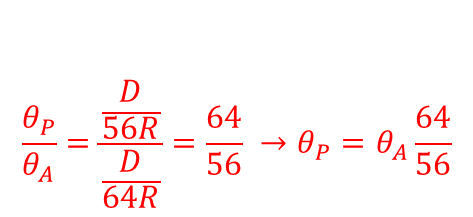 θ_P/θ_A = (D/56R)/(D/64R) = 64/56 → θ_P = θ_A 64/56